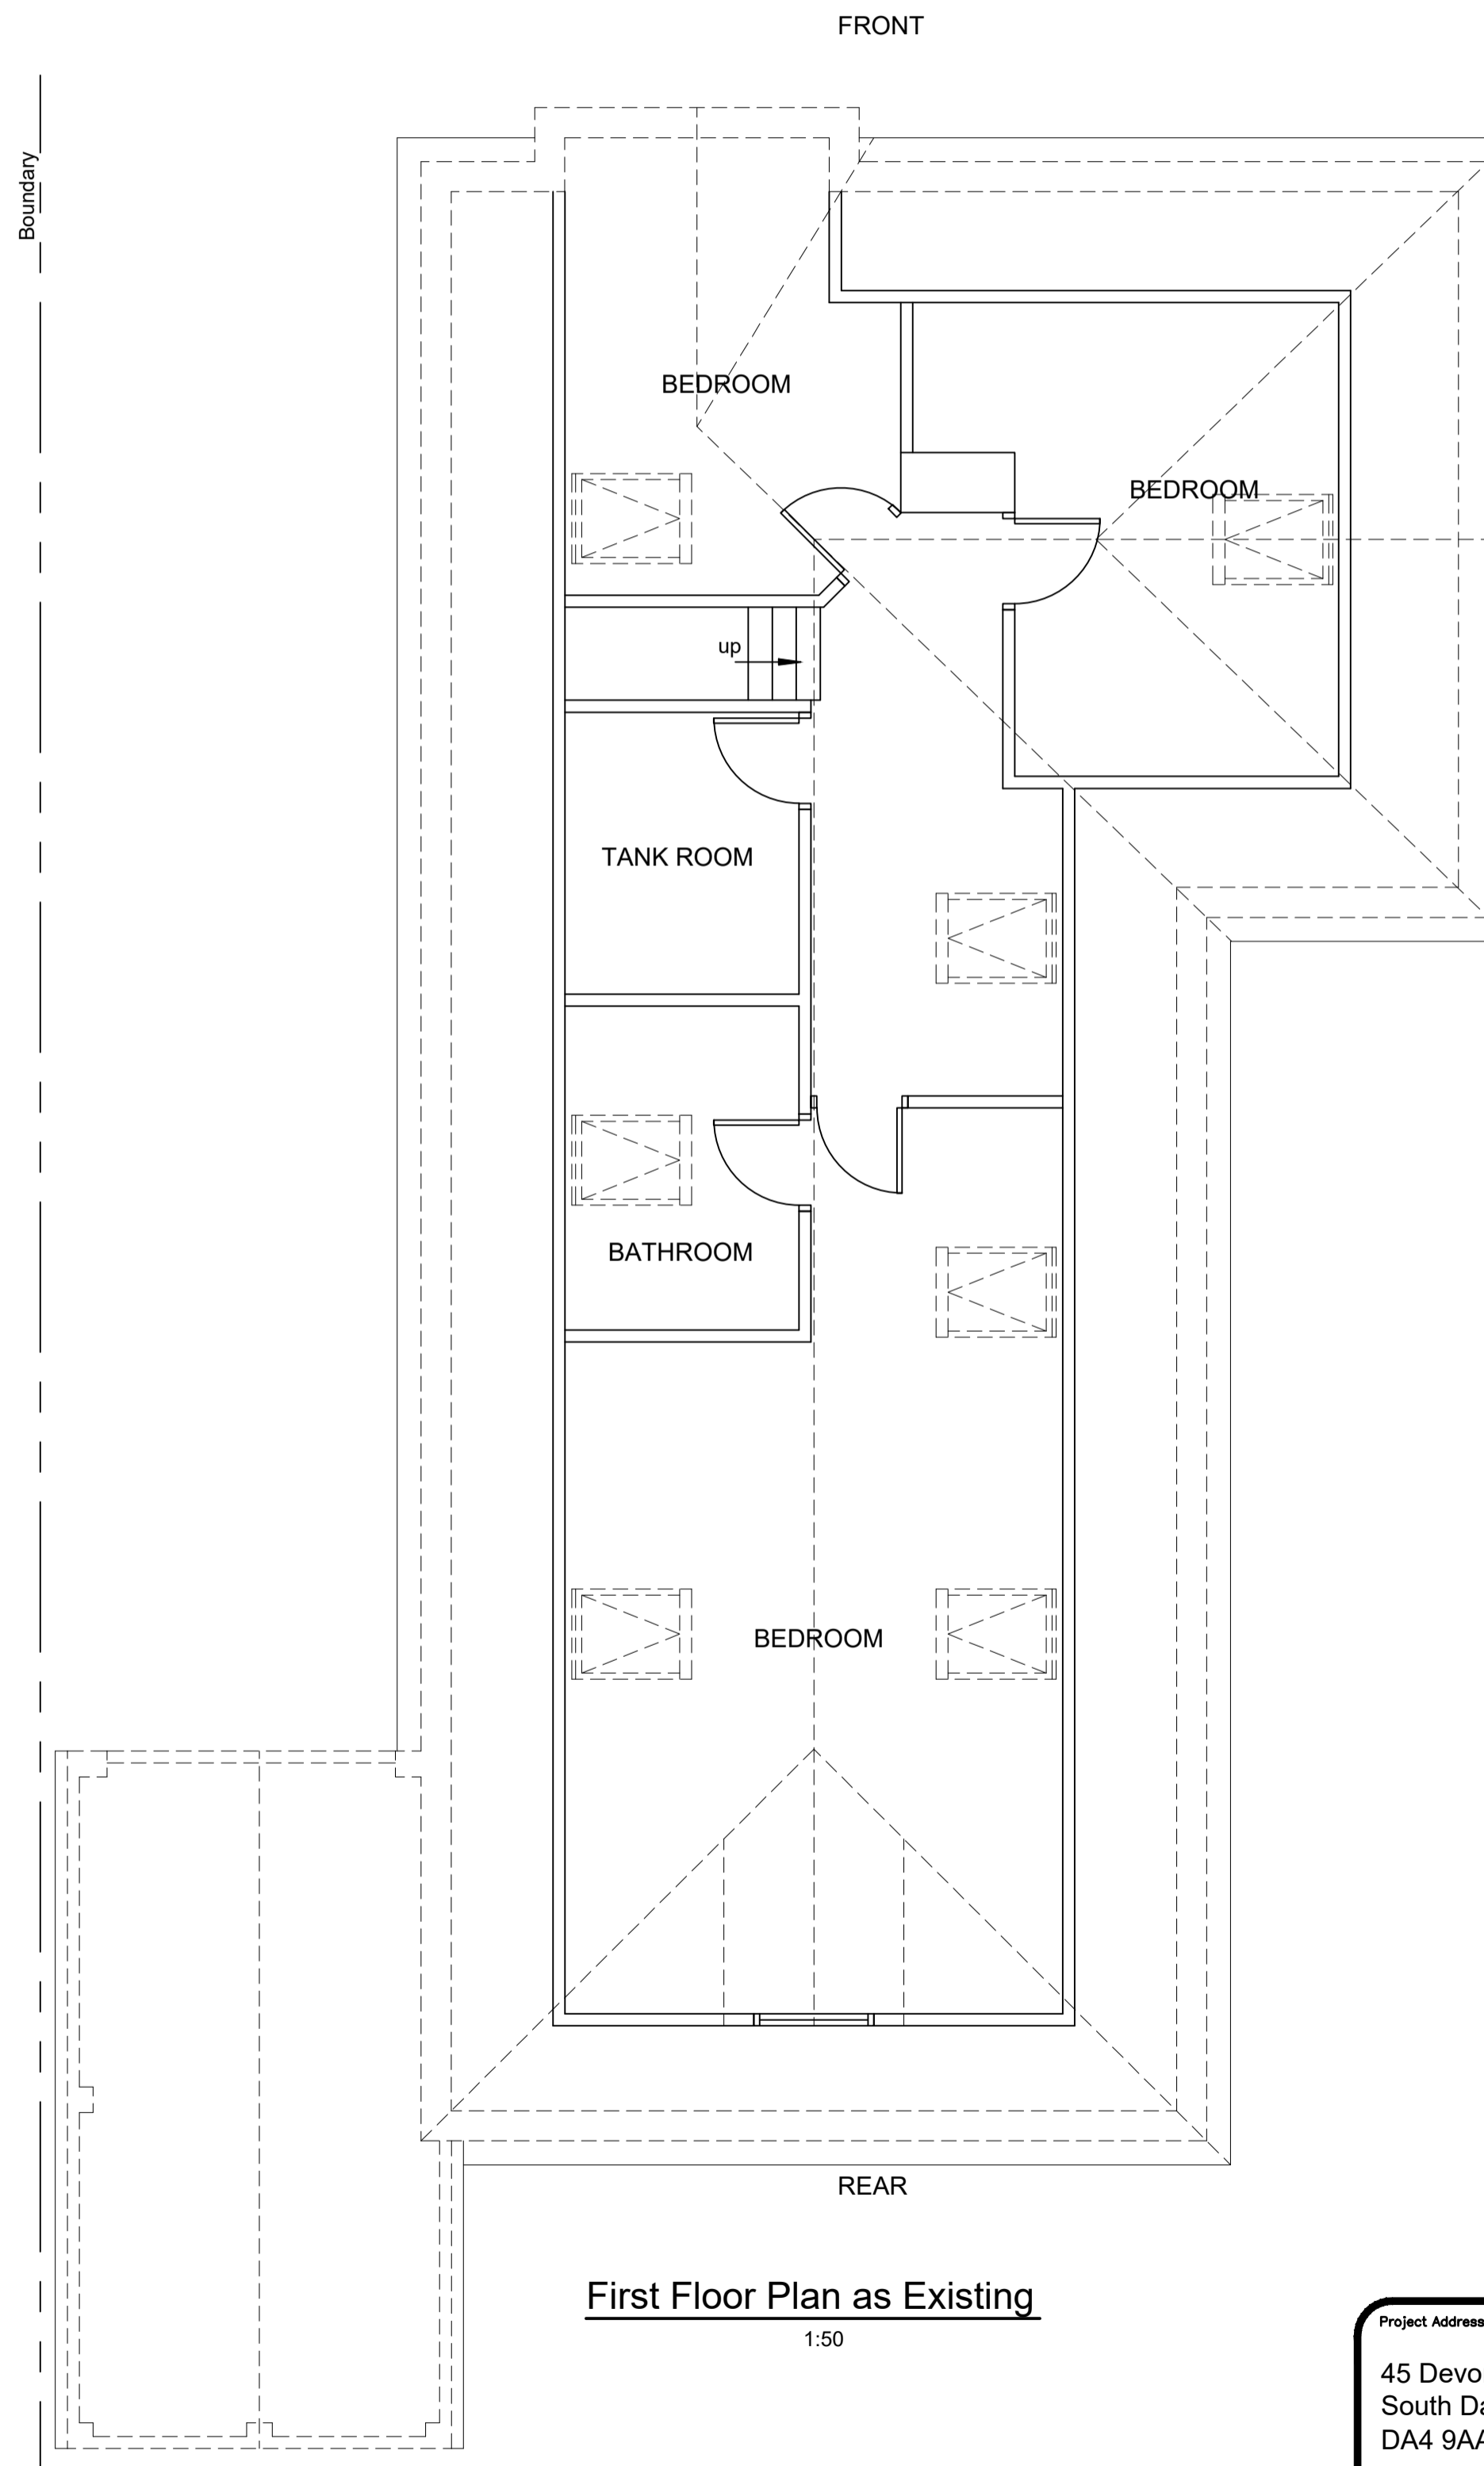 FRONT
Boundary
BEDROOM
BEDROOM
up
TANK ROOM
BATHROOM
BEDROOM
REAR
First Floor Plan as Existing
1:50
Project Address
45 Devo
South Da
DA4 9AA